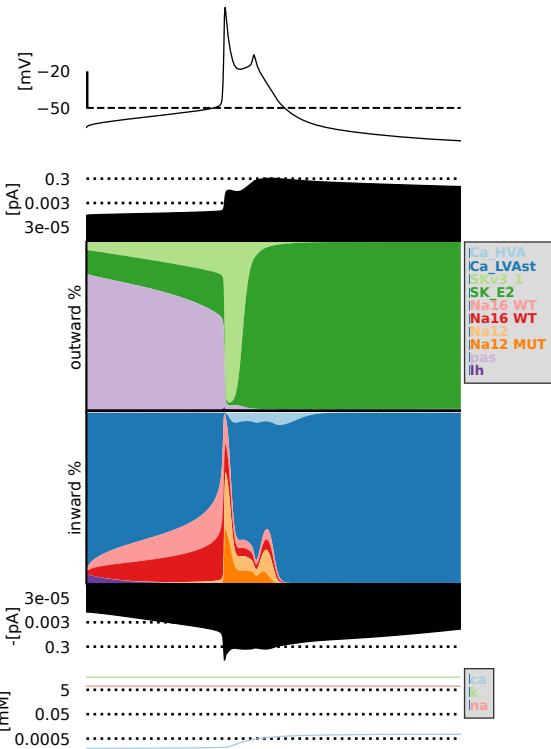 [mV]
−20
−50
[pA]
0.3
0.003
3e-05
outward %
Ca_HVA
Ca_LVAst
SKv3_1
SK_E2
Na16 WT
Na16 WT
Na12
Na12 MUT
pas
Ih
inward %
-[pA]
3e-05
0.003
0.3
[mM]
5
0.05
0.0005
ca
k
na